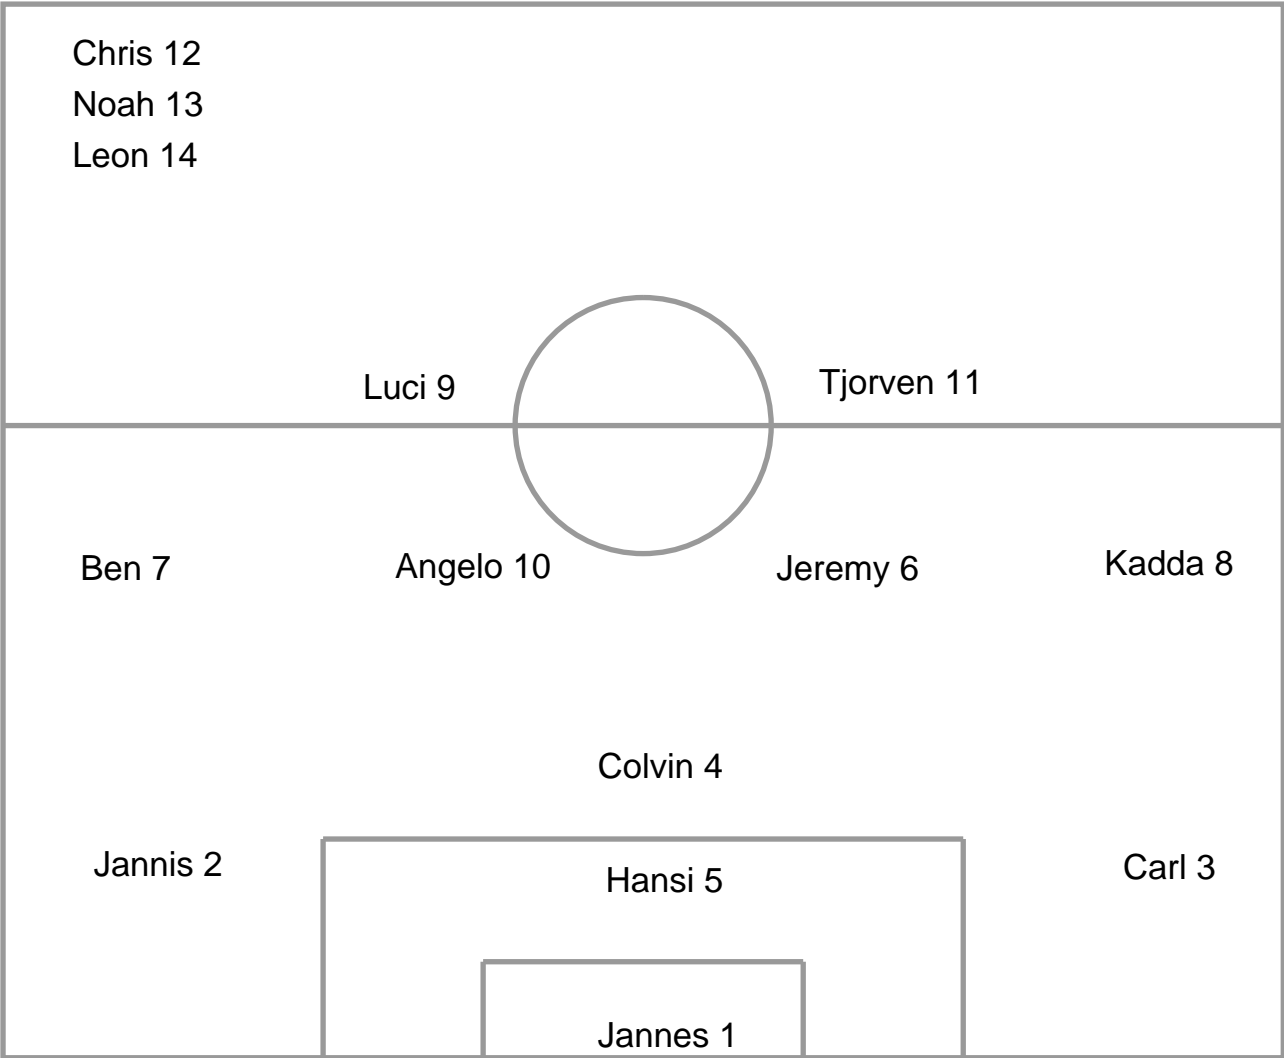 Chris 12
Noah 13
Leon 14
Luci 9
Tjorven 11
Ben 7
Angelo 10
Jeremy 6
Kadda 8
Colvin 4
Jannis 2
Hansi 5
Carl 3
Jannes 1